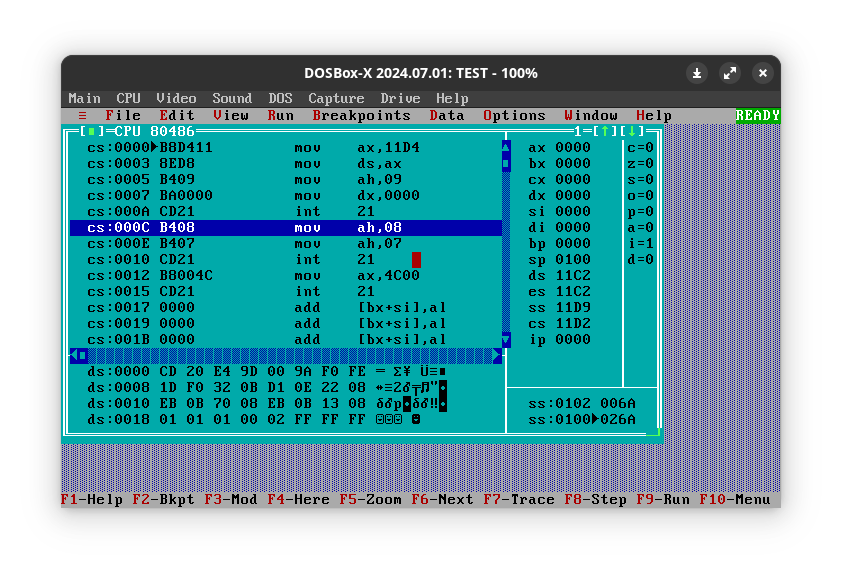 DOSBox-X 2024.07.01: TEST - 100%
Main CPU Video Sound DOS Capture Drive Help
≡ File Edit View Run Breakpoints Data Options Window Help READY
[■]=CPU 80486 1=[↑][↓]
cs:0000►B8D411 mov ax,11D4 ax 0000 c=0
cs:0003 8ED8 mov ds,ax bx 0000 z=0
cs:0005 B409 mov ah,09 cx 0000 s=0
cs:0007 BA0000 mov dx,0000 dx 0000 o=0
cs:000A CD21 int 21 si 0000 p=0
cs:000C B408 mov ah,08 di 0000 a=0
cs:000E B407 mov ah,07 bp 0000 i=1
cs:0010 CD21 int 21 sp 0100 d=0
cs:0012 B8004C mov ax,4C00 ds 11C2
cs:0015 CD21 int 21 es 11C2
cs:0017 0000 add [bx+si],al ss 11D9
cs:0019 0000 add [bx+si],al cs 11D2
cs:001B 0000 add [bx+si],al ip 0000
ds:0000 CD 20 E4 9D 00 9A F0 FE = Σ¥ Ü≡■
ds:0008 1D F0 32 0B D1 0E 22 08 ↔≡2♂╤♫"◘
ds:0010 EB 0B 70 08 EB 0B 13 08 δ♂p◘δ♂‼◘ ss:0102 006A
ds:0018 01 01 01 00 02 FF FF FF ☺☺☺ ☻ ss:0100►026A
F1-Help F2-Bkpt F3-Mod F4-Here F5-Zoom F6-Next F7-Trace F8-Step F9-Run F10-Menu